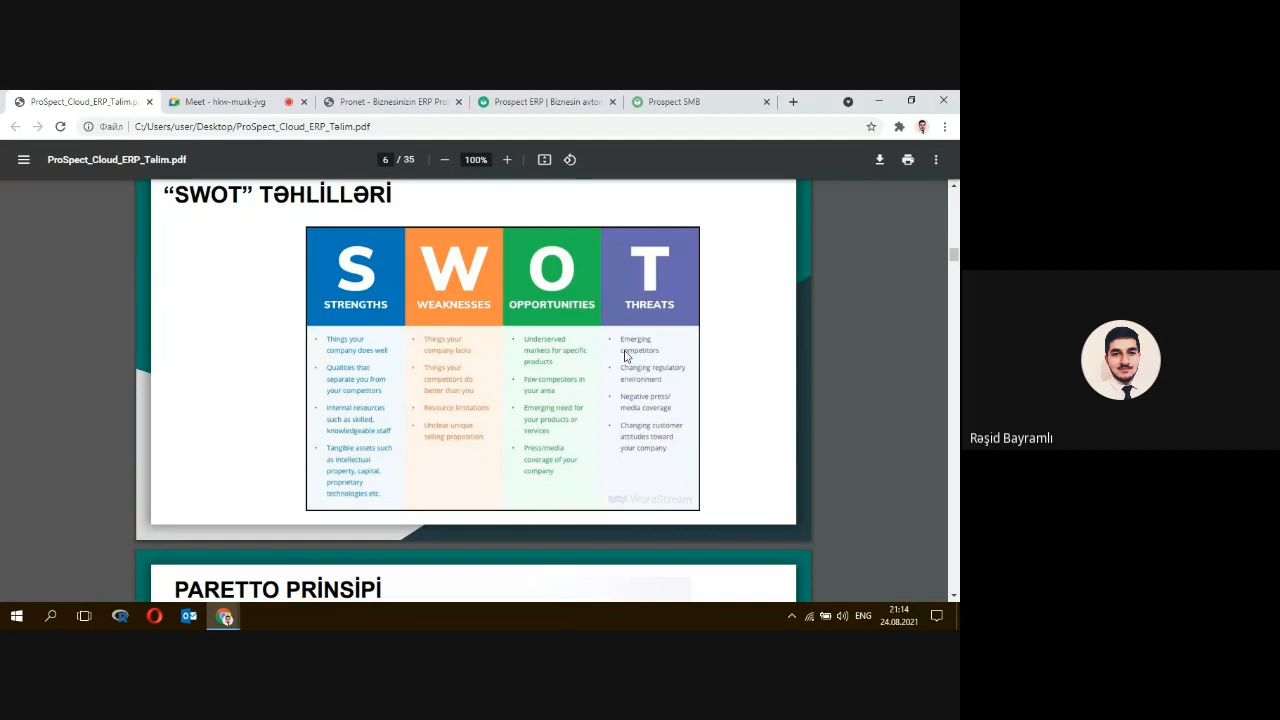 ProSpect_Cloud_ERP_Təlim.p
Meet - hkw-muxk-jvg
Pronet - Biznesinizin ERP Pro
Prospect ERP | Biznesin avtor
Prospect SMB
Файл
C:/Users/user/Desktop/ProSpect_Cloud_ERP_Təlim.pdf
ProSpect_Cloud_ERP_Təlim.pdf
6 / 35
100%
“SWOT” TƏHLİLLƏRİ
S
STRENGTHS
W
WEAKNESSES
O
OPPORTUNITIES
T
THREATS
• Things your
company does well
• Qualities that
separate you from
your competitors
• Internal resources
such as skilled,
knowledgeable staff
• Tangible assets such
as intellectual
property, capital,
proprietary
technologies etc.
• Things your
company lacks
• Things your
competitors do
better than you
• Resource limitations
• Unclear unique
selling proposition
• Underserved
markets for specific
products
• Few competitors in
your area
• Emerging need for
your products or
services
• Press/media
coverage of your
company
• Emerging
competitors
• Changing regulatory
environment
• Negative press/
media coverage
• Changing customer
attitudes toward
your company
WordStream
PARETTO PRİNSİPİ
ENG
21:14
24.08.2021
Rəşid Bayramlı